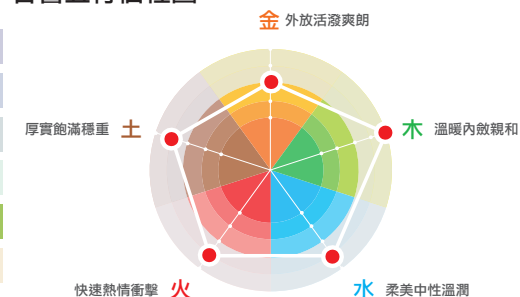 金 外放活潑爽朗
厚實飽滿穩重 土
木 溫暖內斂親和
快速熱情衝擊 火
水 柔美中性溫潤